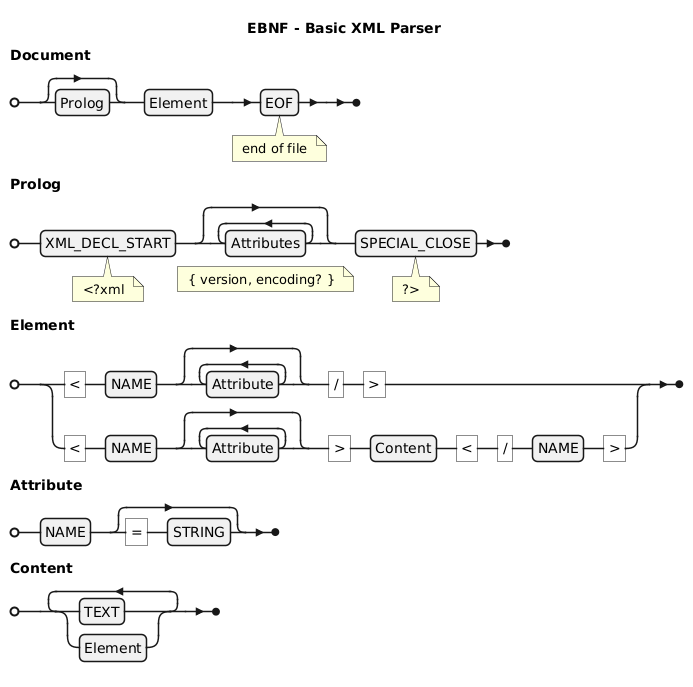 EBNF - Basic XML Parser
Document
Prolog Element EOF
end of file
Prolog
XML_DECL_START Attributes SPECIAL_CLOSE
<?xml { version, encoding? } ?>
Element
< NAME Attribute / >
< NAME Attribute > Content < / NAME >
Attribute
NAME = STRING
Content
TEXT
Element